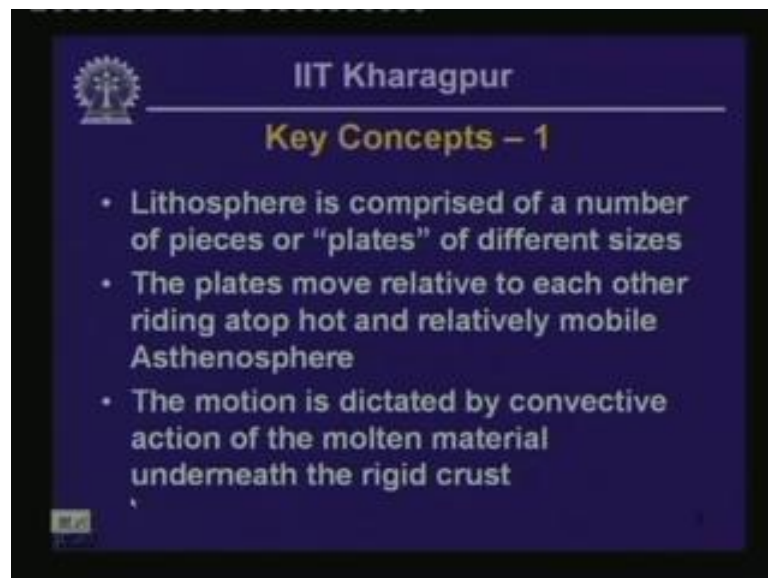 IIT Kharagpur
Key Concepts – 1
• Lithosphere is comprised of a number
of pieces or “plates” of different sizes
• The plates move relative to each other
riding atop hot and relatively mobile
Asthenosphere
• The motion is dictated by convective
action of the molten material
underneath the rigid crust